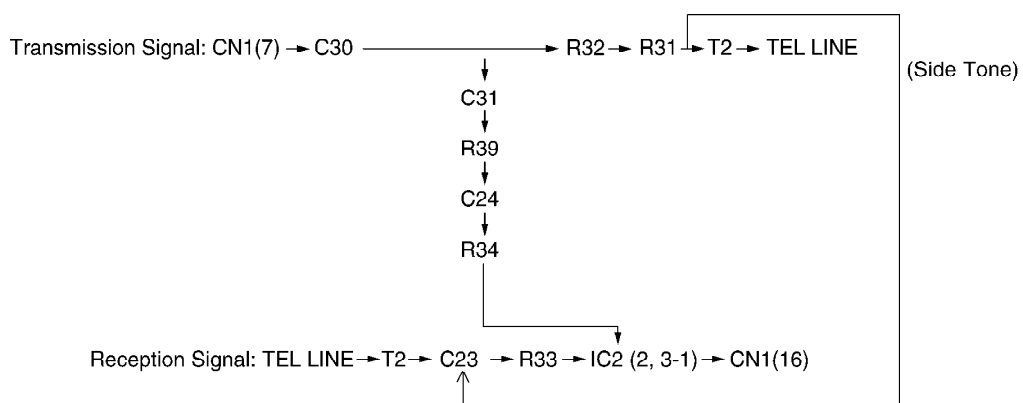 Transmission Signal: CN1(7) → C30 → R32 → R31 → T2 → TEL LINE
(Side Tone)
C31
R39
C24
R34
Reception Signal: TEL LINE → T2 → C23 → R33 → IC2 (2, 3-1) → CN1(16)